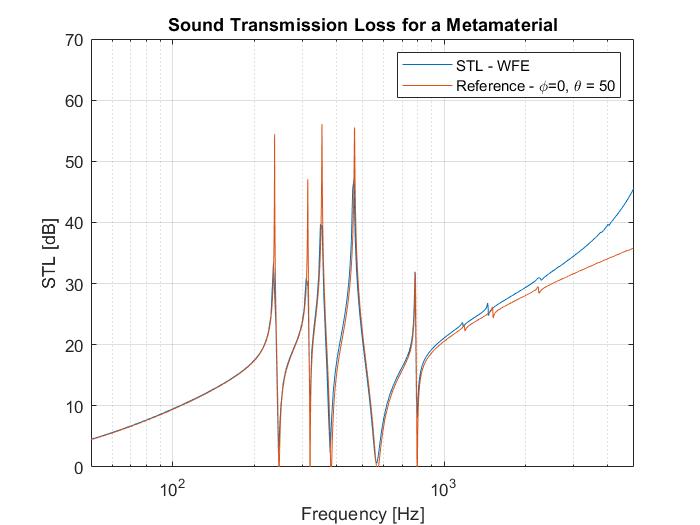 Sound Transmission Loss for a Metamaterial
STL - WFE
Reference - ϕ=0, θ = 50
70
60
50
40
30
20
10
0
STL [dB]
10²
10³
Frequency [Hz]